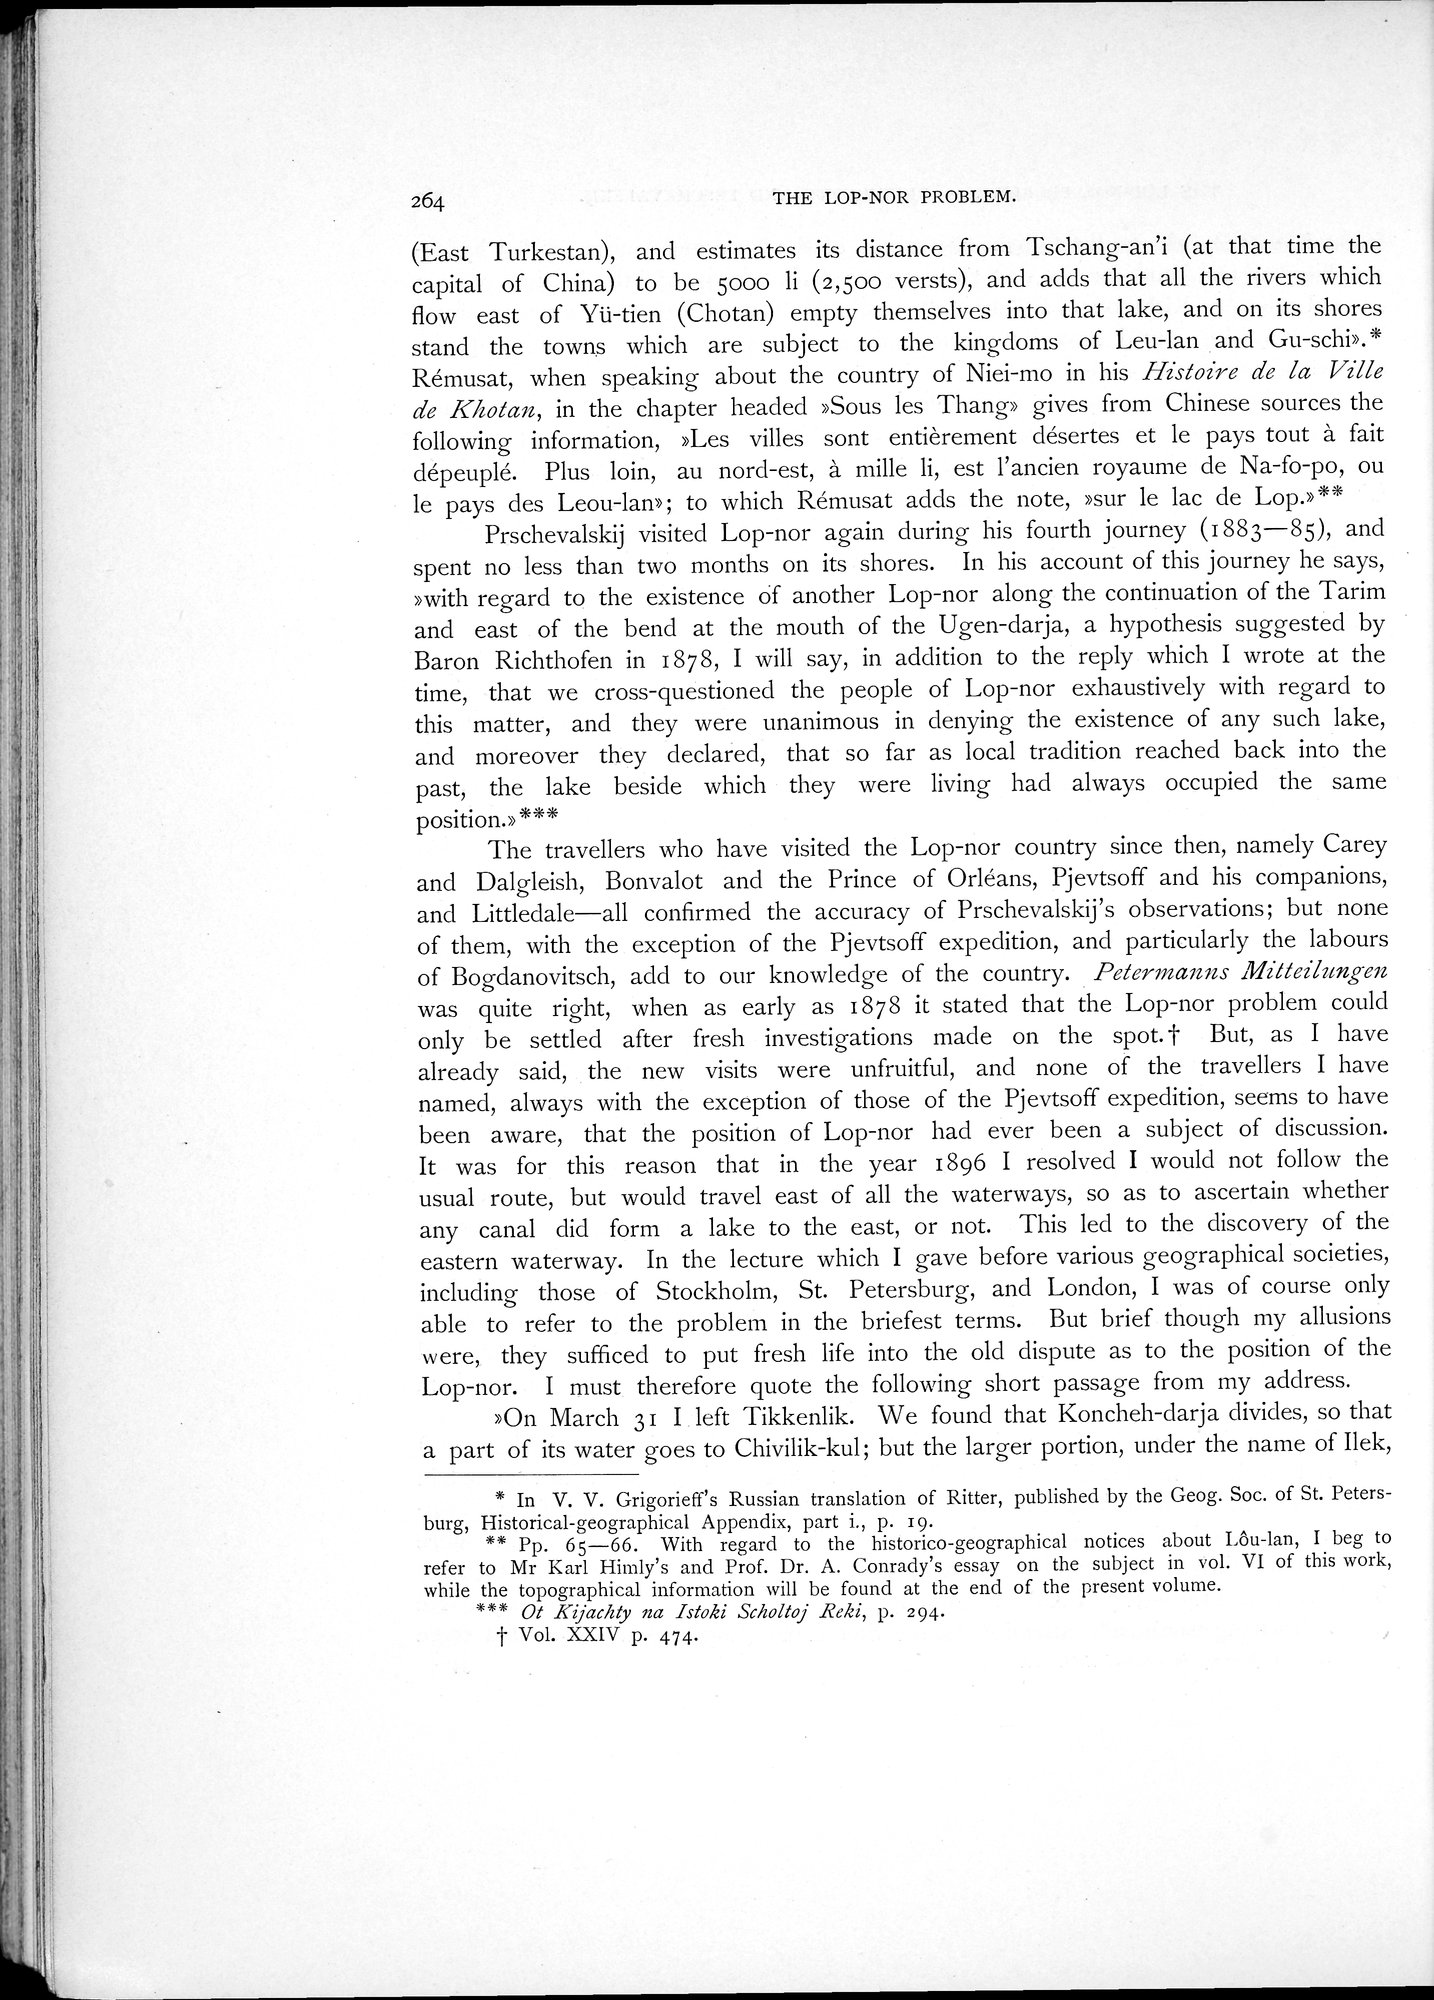 264 THE LOP-NOR PROBLEM.
(East Turkestan), and estimates its distance from Tschang-an'i (at that time the
capital of China) to be 5000 li (2,500 versts), and adds that all the rivers which
flow east of Yü-tien (Chotan) empty themselves into that lake, and on its shores
stand the towns which are subject to the kingdoms of Leu-lan and Gu-schi».*
Rémusat, when speaking about the country of Niei-mo in his Histoire de la Ville
de Khotan, in the chapter headed »Sous les Thang» gives from Chinese sources the
following information, »Les villes sont entièrement désertes et le pays tout à fait
dépeuplé. Plus loin, au nord-est, à mille li, est l'ancien royaume de Na-fo-po, ou
le pays des Leou-lan»; to which Rémusat adds the note, »sur le lac de Lop.»**
Prschevalskij visited Lop-nor again during his fourth journey (1883—85), and
spent no less than two months on its shores. In his account of this journey he says,
»with regard to the existence of another Lop-nor along the continuation of the Tarim
and east of the bend at the mouth of the Ugen-darja, a hypothesis suggested by
Baron Richthofen in 1878, I will say, in addition to the reply which I wrote at the
time, that we cross-questioned the people of Lop-nor exhaustively with regard to
this matter, and they were unanimous in denying the existence of any such lake,
and moreover they declared, that so far as local tradition reached back into the
past, the lake beside which they were living had always occupied the same
position.»***
The travellers who have visited the Lop-nor country since then, namely Carey
and Dalgleish, Bonvalot and the Prince of Orléans, Pjevtsoff and his companions,
and Littledale—all confirmed the accuracy of Prschevalskij's observations; but none
of them, with the exception of the Pjevtsoff expedition, and particularly the labours
of Bogdanovitsch, add to our knowledge of the country. Petermanns Mitteilungen
was quite right, when as early as 1878 it stated that the Lop-nor problem could
only be settled after fresh investigations made on the spot.† But, as I have
already said, the new visits were unfruitful, and none of the travellers I have
named, always with the exception of those of the Pjevtsoff expedition, seems to have
been aware, that the position of Lop-nor had ever been a subject of discussion.
It was for this reason that in the year 1896 I resolved I would not follow the
usual route, but would travel east of all the waterways, so as to ascertain whether
any canal did form a lake to the east, or not. This led to the discovery of the
eastern waterway. In the lecture which I gave before various geographical societies,
including those of Stockholm, St. Petersburg, and London, I was of course only
able to refer to the problem in the briefest terms. But brief though my allusions
were, they sufficed to put fresh life into the old dispute as to the position of the
Lop-nor. I must therefore quote the following short passage from my address.
»On March 31 I left Tikkenlik. We found that Koncheh-darja divides, so that
a part of its water goes to Chivilik-kul; but the larger portion, under the name of Ilek,
* In V. V. Grigorieff's Russian translation of Ritter, published by the Geog. Soc. of St. Peters-
burg, Historical-geographical Appendix, part i., p. 19.
** Pp. 65—66. With regard to the historico-geographical notices about Lôu-lan, I beg to
refer to Mr Karl Himly's and Prof. Dr. A. Conrady's essay on the subject in vol. VI of this work,
while the topographical information will be found at the end of the present volume.
*** Ot Kijachty na Istoki Scholtoj Reki, p. 294.
† Vol. XXIV p. 474.